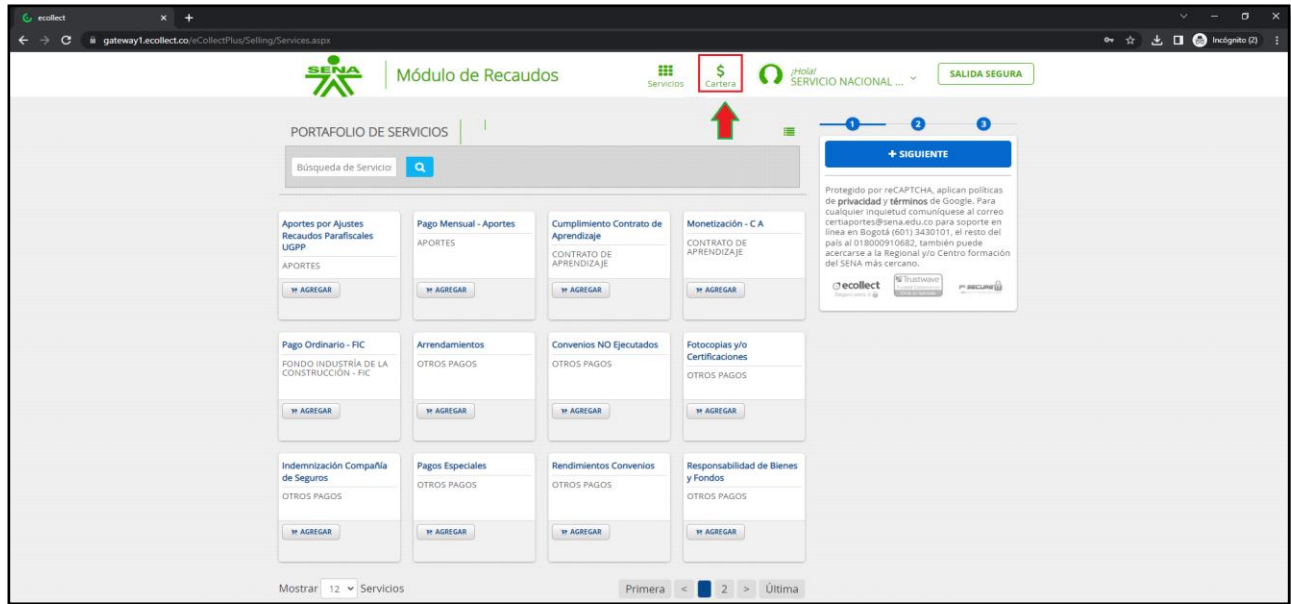 ecollect
gateway1.ecollect.co/eCollectPlus/Selling/Services.aspx
Incógnito (2)
SENA
Módulo de Recaudos
Servicios
$
Cartera
¡Hola!
SERVICIO NACIONAL ...
SALIDA SEGURA
PORTAFOLIO DE SERVICIOS
Búsqueda de Servicio
1 2 3
+ SIGUIENTE
Protegido por reCAPTCHA, aplican políticas
de privacidad y términos de Google. Para
cualquier inquietud comuníquese al correo
certiaportes@sena.edu.co para soporte en
línea en Bogotá (601) 3430101, el resto del
país al 018000910682, también puede
acercarse a la Regional y/o Centro formación
del SENA más cercano.
ecollect
Trustwave
SECURE
Aportes por Ajustes
Recaudos Parafiscales
UGPP
APORTES
AGREGAR
Pago Mensual - Aportes
APORTES
AGREGAR
Cumplimiento Contrato de
Aprendizaje
CONTRATO DE
APRENDIZAJE
AGREGAR
Monetización - C A
CONTRATO DE
APRENDIZAJE
AGREGAR
Pago Ordinario - FIC
FONDO INDUSTRÍA DE LA
CONSTRUCCIÓN - FIC
AGREGAR
Arrendamientos
OTROS PAGOS
AGREGAR
Convenios NO Ejecutados
OTROS PAGOS
AGREGAR
Fotocopias y/o
Certificaciones
OTROS PAGOS
AGREGAR
Indemnización Compañía
de Seguros
OTROS PAGOS
AGREGAR
Pagos Especiales
OTROS PAGOS
AGREGAR
Rendimientos Convenios
OTROS PAGOS
AGREGAR
Responsabilidad de Bienes
y Fondos
OTROS PAGOS
AGREGAR
Mostrar 12 Servicios
Primera < 2 > Última